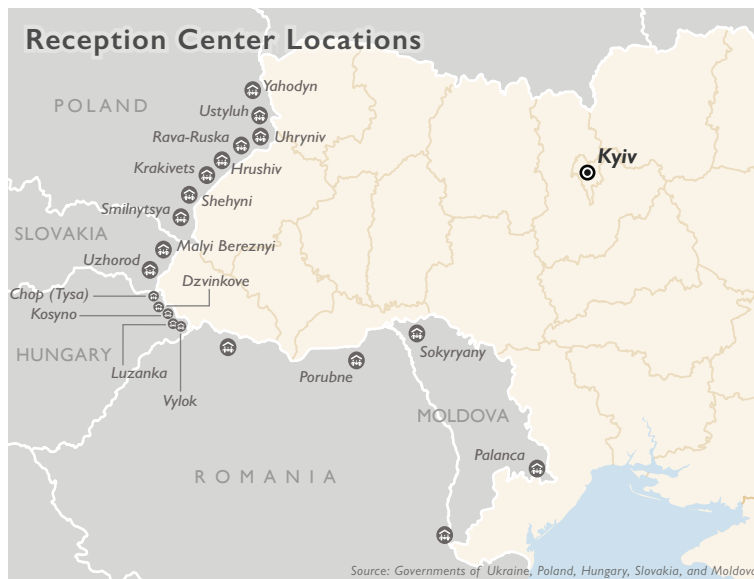 Reception Center Locations
Yahodyn
POLAND
Ustyluh
Rava-Ruska
Uhryniv
Kyiv
Krakivets
Hrushiv
Shehyni
Smilnytsya
SLOVAKIA
Malyi Bereznyi
Uzhorod
Dzvinkove
Chop (Tysa)
Kosyno
HUNGARY
Luzanka
Vylok
Porubne
Sokyryany
MOLDOVA
Palanca
ROMANIA
Source: Governments of Ukraine, Poland, Hungary, Slovakia, and Moldova